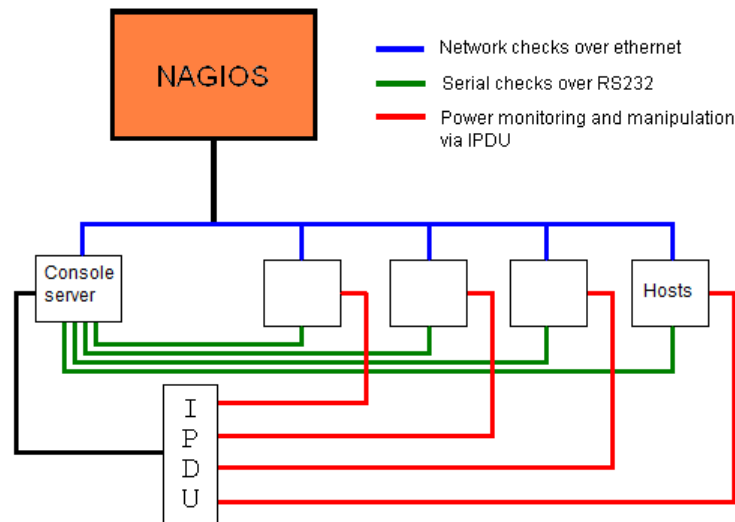 NAGIOS
Network checks over ethernet
Serial checks over RS232
Power monitoring and manipulation
via IPDU
Console
server
Hosts
I
P
D
U